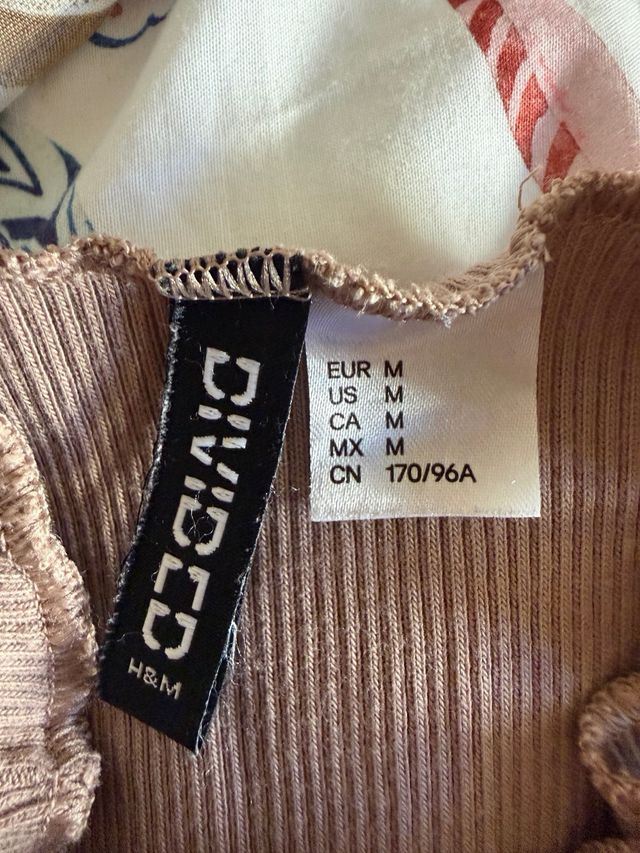 DIVIDED
H&M
EUR M
US M
CA M
MX M
CN 170/96A